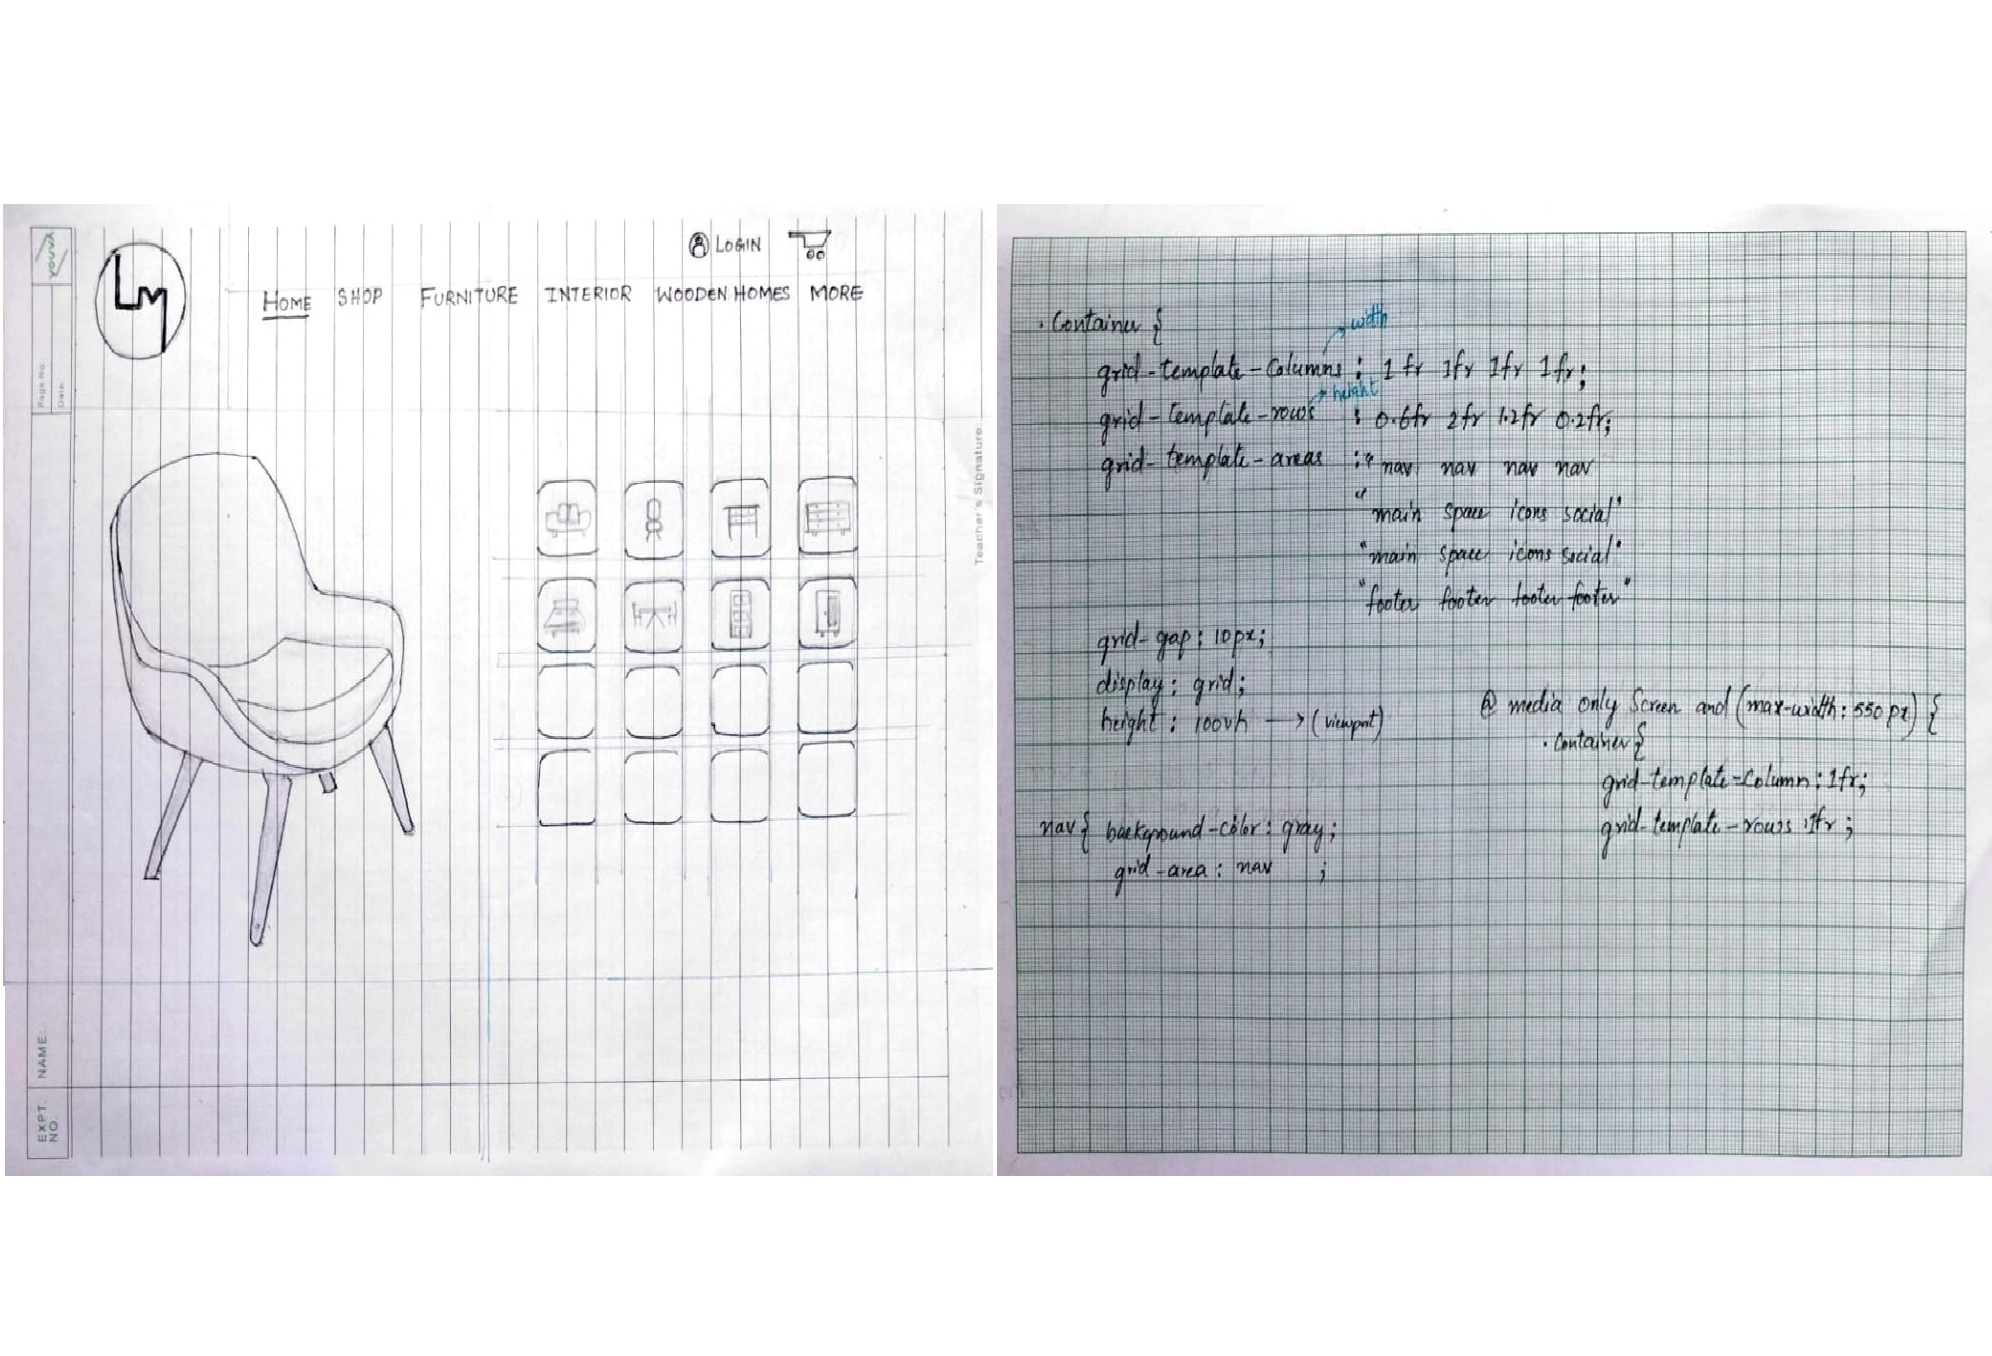 youva
Page No.
Date:
LM
LOGIN
HOME SHOP FURNITURE INTERIOR WOODEN HOMES MORE
Teacher's Signature:
NAME:
EXPT. NO.
.Container {
width
grid-template-columns : 1fr 1fr 1fr 1fr;
height
grid-template-rows : 0.6fr 2fr 1.2fr 0.2fr;
grid-template-areas : " nav nav nav nav
"main space icons social"
"main space icons social"
"footer footer footer footer"
grid-gap: 10px;
display: grid;
height: 100vh → (viewport)
nav { background-color: gray;
grid-area: nav ;
@ media only screen and (max-width: 550px) {
.container {
grid-template-column: 1fr;
grid-template-rows : 1fr ;